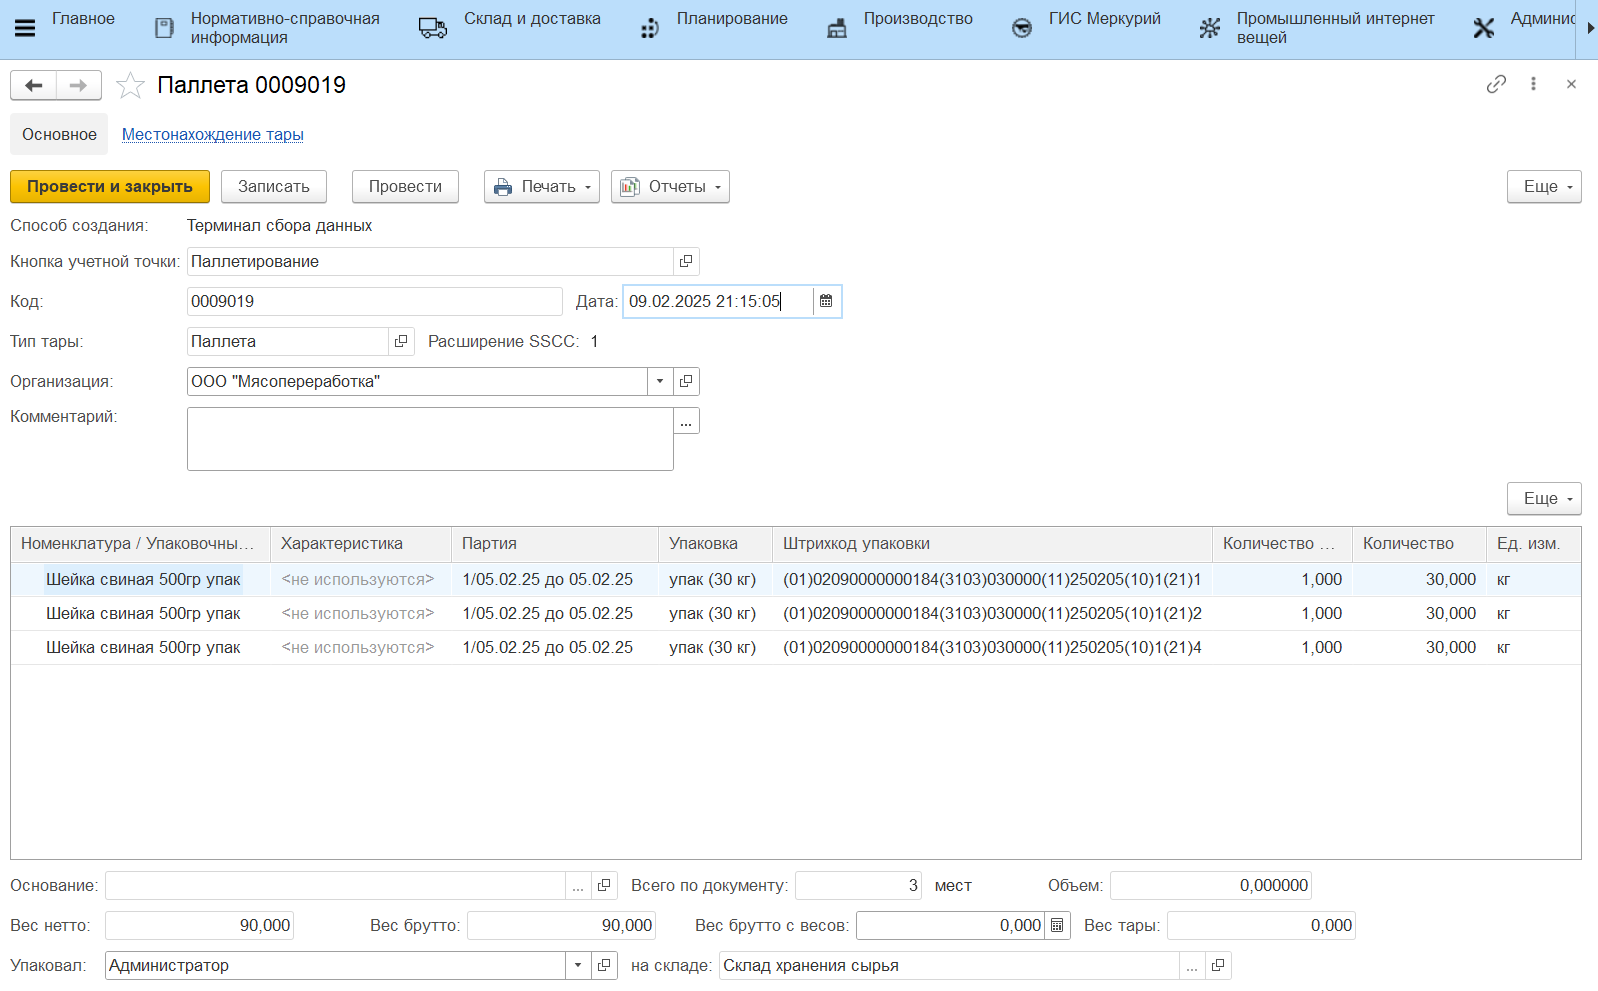 Главное
Нормативно-справочная информация
Склад и доставка
Планирование
Производство
ГИС Меркурий
Промышленный интернет вещей
Админис
Паллета 0009019
Основное Местонахождение тары
Провести и закрыть Записать Провести Печать Отчеты Еще
Способ создания: Терминал сбора данных
Кнопка учетной точки: Паллетирование
Код: 0009019 Дата: 09.02.2025 21:15:05
Тип тары: Паллета Расширение SSCC: 1
Организация: ООО "Мясопереработка"
Комментарий: ...
Еще
Номенклатура / Упаковочны... Характеристика Партия Упаковка Штрихкод упаковки Количество ... Количество Ед. изм.
Шейка свиная 500гр упак <не используются> 1/05.02.25 до 05.02.25 упак (30 кг) (01)02090000000184(3103)030000(11)250205(10)1(21)1 1,000 30,000 кг
Шейка свиная 500гр упак <не используются> 1/05.02.25 до 05.02.25 упак (30 кг) (01)02090000000184(3103)030000(11)250205(10)1(21)2 1,000 30,000 кг
Шейка свиная 500гр упак <не используются> 1/05.02.25 до 05.02.25 упак (30 кг) (01)02090000000184(3103)030000(11)250205(10)1(21)4 1,000 30,000 кг
Основание: ... Всего по документу: 3 мест Объем: 0,000000
Вес нетто: 90,000 Вес брутто: 90,000 Вес брутто с весов: 0,000 Вес тары: 0,000
Упаковал: Администратор на складе: Склад хранения сырья ...